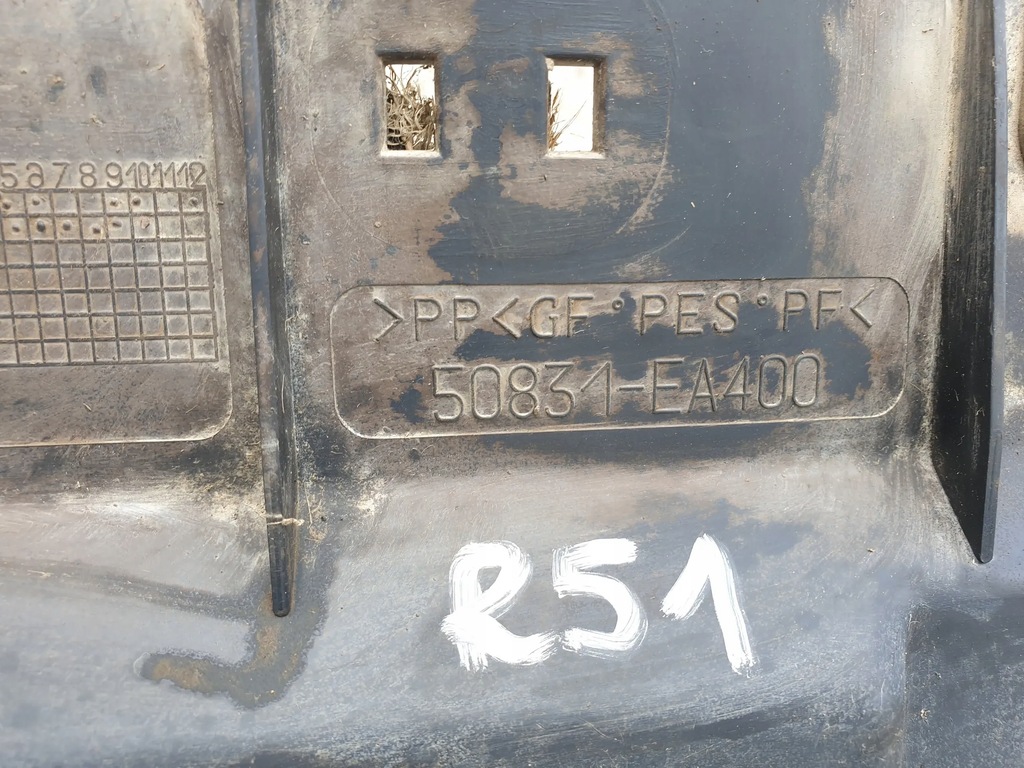 5 6 7 8 9 10 11 12
>PP<GF°PES°PF<
50831-EA400
R51